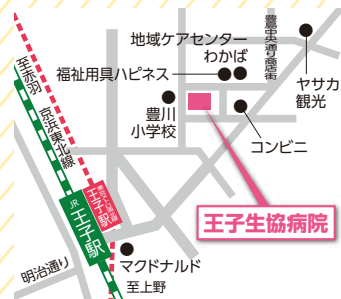 地域ケアセンター
わかば
豊島中央通り商店街
福祉用具ハピネス
ヤサカ
観光
至赤羽
京浜東北線
豊川
小学校
コンビニ
王子生協病院
JR
王子駅
東京メトロ南北線
王子駅
明治通り
マクドナルド
至上野